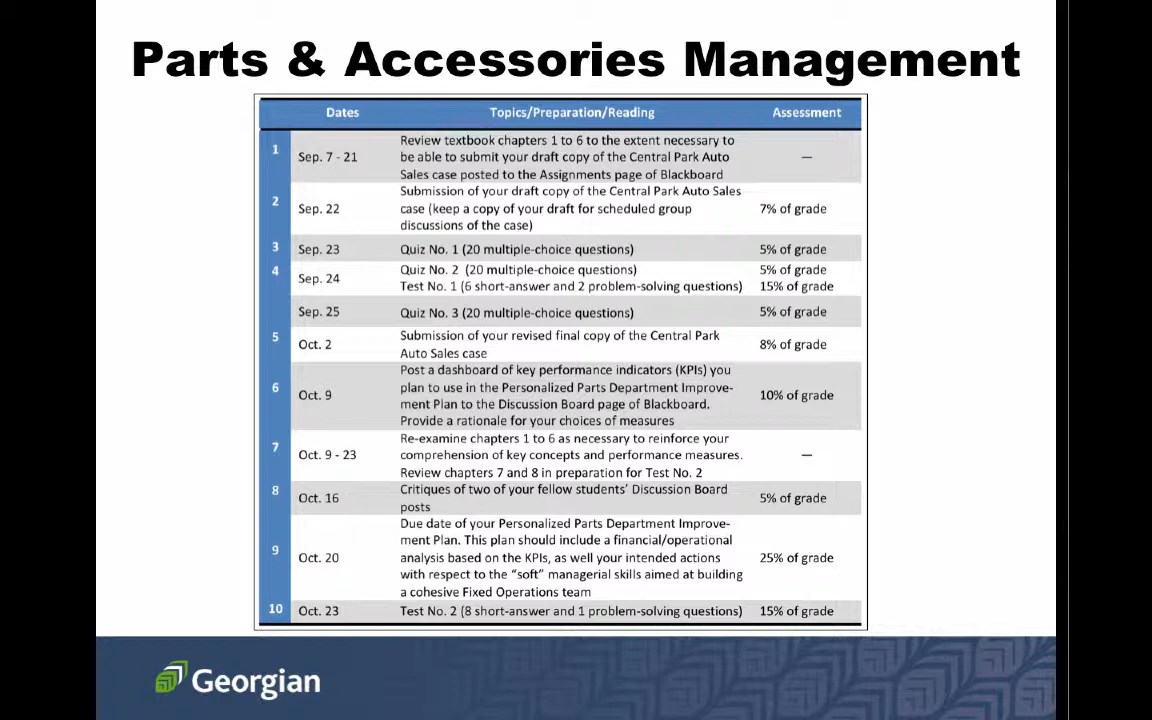 Parts & Accessories Management
Dates Topics/Preparation/Reading Assessment
1 Sep. 7 - 21 Review textbook chapters 1 to 6 to the extent necessary to
be able to submit your draft copy of the Central Park Auto
Sales case posted to the Assignments page of Blackboard
—
2 Sep. 22 Submission of your draft copy of the Central Park Auto Sales
case (keep a copy of your draft for scheduled group
discussions of the case)
7% of grade
3 Sep. 23 Quiz No. 1 (20 multiple-choice questions) 5% of grade
4 Sep. 24 Quiz No. 2 (20 multiple-choice questions) 5% of grade
Test No. 1 (6 short-answer and 2 problem-solving questions) 15% of grade
Sep. 25 Quiz No. 3 (20 multiple-choice questions) 5% of grade
5 Oct. 2 Submission of your revised final copy of the Central Park
Auto Sales case
8% of grade
6 Oct. 9 Post a dashboard of key performance indicators (KPIs) you
plan to use in the Personalized Parts Department Improve-
ment Plan to the Discussion Board page of Blackboard.
Provide a rationale for your choices of measures
10% of grade
7 Oct. 9 - 23 Re-examine chapters 1 to 6 as necessary to reinforce your
comprehension of key concepts and performance measures.
Review chapters 7 and 8 in preparation for Test No. 2
—
8 Oct. 16 Critiques of two of your fellow students’ Discussion Board
posts
5% of grade
9 Oct. 20 Due date of your Personalized Parts Department Improve-
ment Plan. This plan should include a financial/operational
analysis based on the KPIs, as well your intended actions
with respect to the “soft” managerial skills aimed at building
a cohesive Fixed Operations team
25% of grade
10 Oct. 23 Test No. 2 (8 short-answer and 1 problem-solving questions) 15% of grade
Georgian